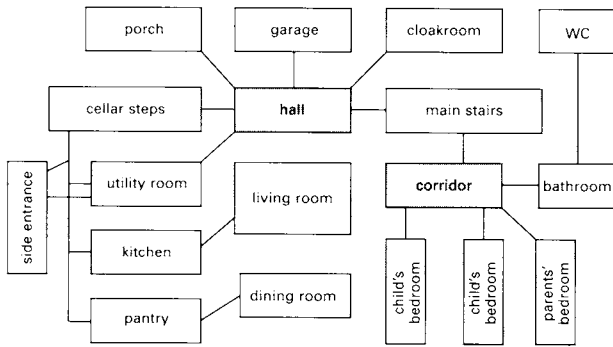 porch
garage
cloakroom
WC
cellar steps
hall
main stairs
side entrance
utility room
living room
corridor
bathroom
kitchen
child's
bedroom
child's
bedroom
parents'
bedroom
dining room
pantry